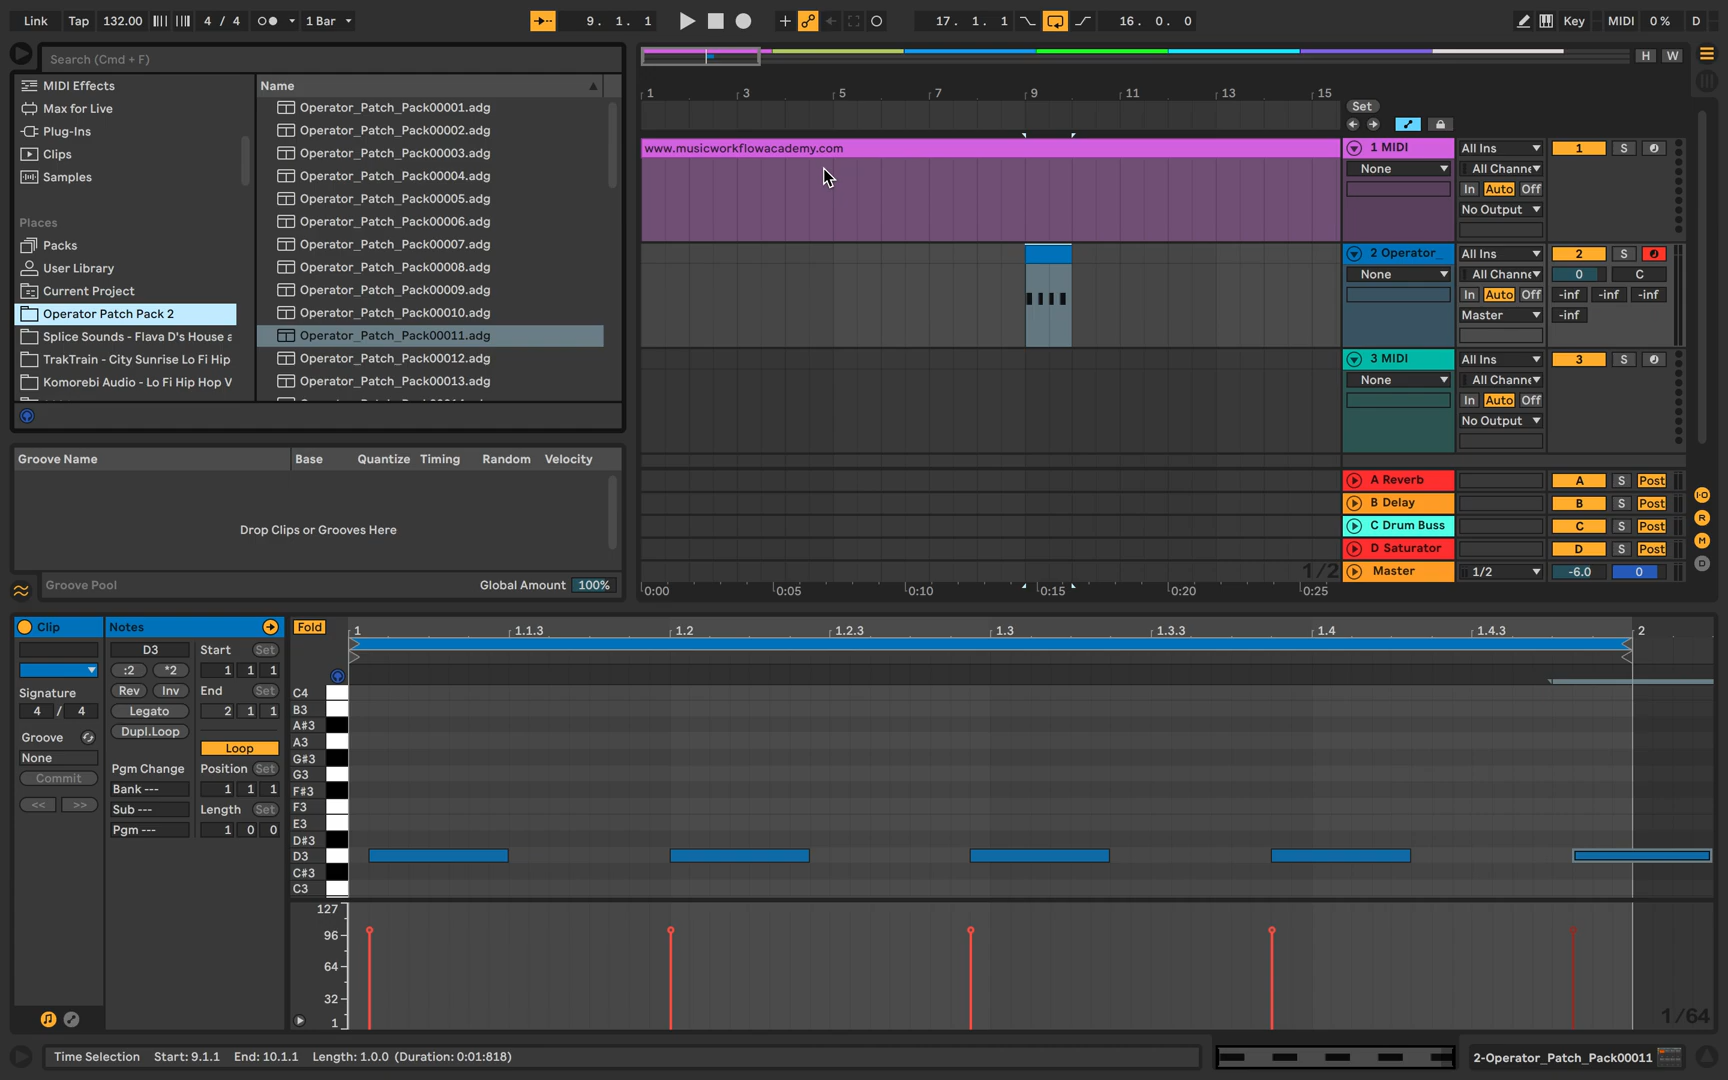 Link Tap 132.00 4 / 4 1 Bar 9. 1. 1 17. 1. 1 16. 0. 0 Key MIDI 0 % D
Search (Cmd + F)
H W
MIDI Effects
Max for Live
Plug-Ins
Clips
Samples
Places
Packs
User Library
Current Project
Operator Patch Pack 2
Splice Sounds - Flava D's House a
TrakTrain - City Sunrise Lo Fi Hip
Komorebi Audio - Lo Fi Hip Hop V
Name
Operator_Patch_Pack00001.adg
Operator_Patch_Pack00002.adg
Operator_Patch_Pack00003.adg
Operator_Patch_Pack00004.adg
Operator_Patch_Pack00005.adg
Operator_Patch_Pack00006.adg
Operator_Patch_Pack00007.adg
Operator_Patch_Pack00008.adg
Operator_Patch_Pack00009.adg
Operator_Patch_Pack00010.adg
Operator_Patch_Pack00011.adg
Operator_Patch_Pack00012.adg
Operator_Patch_Pack00013.adg
1 3 5 7 9 11 13 15
Set
www.musicworkflowacademy.com
1 MIDI All Ins 1 S
None All Channe
In Auto Off
No Output
2 Operator_ All Ins 2 S
None All Channe 0 C
In Auto Off -inf -inf -inf
Master -inf
3 MIDI All Ins 3 S
None All Channe
In Auto Off
No Output
A Reverb A S Post
B Delay B S Post
C Drum Buss C S Post
D Saturator D S Post
1/2 Master 1/2 -6.0 0
0:00 0:05 0:10 0:15 0:20 0:25
I·O
R
M
D
Groove Name Base Quantize Timing Random Velocity
Drop Clips or Grooves Here
Groove Pool Global Amount 100%
Clip
Signature
4 / 4
Groove
None
Commit
<< >>
Notes
D3
:2 *2
Rev Inv
Legato
Dupl.Loop
Pgm Change
Bank ---
Sub ---
Pgm ---
Start Set
1 1 1
End Set
2 1 1
Loop
Position Set
1 1 1
Length Set
1 0 0
Fold
1 1.1.3 1.2 1.2.3 1.3 1.3.3 1.4 1.4.3 2
C4
B3
A#3
A3
G#3
G3
F#3
F3
E3
D#3
D3
C#3
C3
127
96
64
32
1
1/64
Time Selection Start: 9.1.1 End: 10.1.1 Length: 1.0.0 (Duration: 0:01:818)
2-Operator_Patch_Pack00011